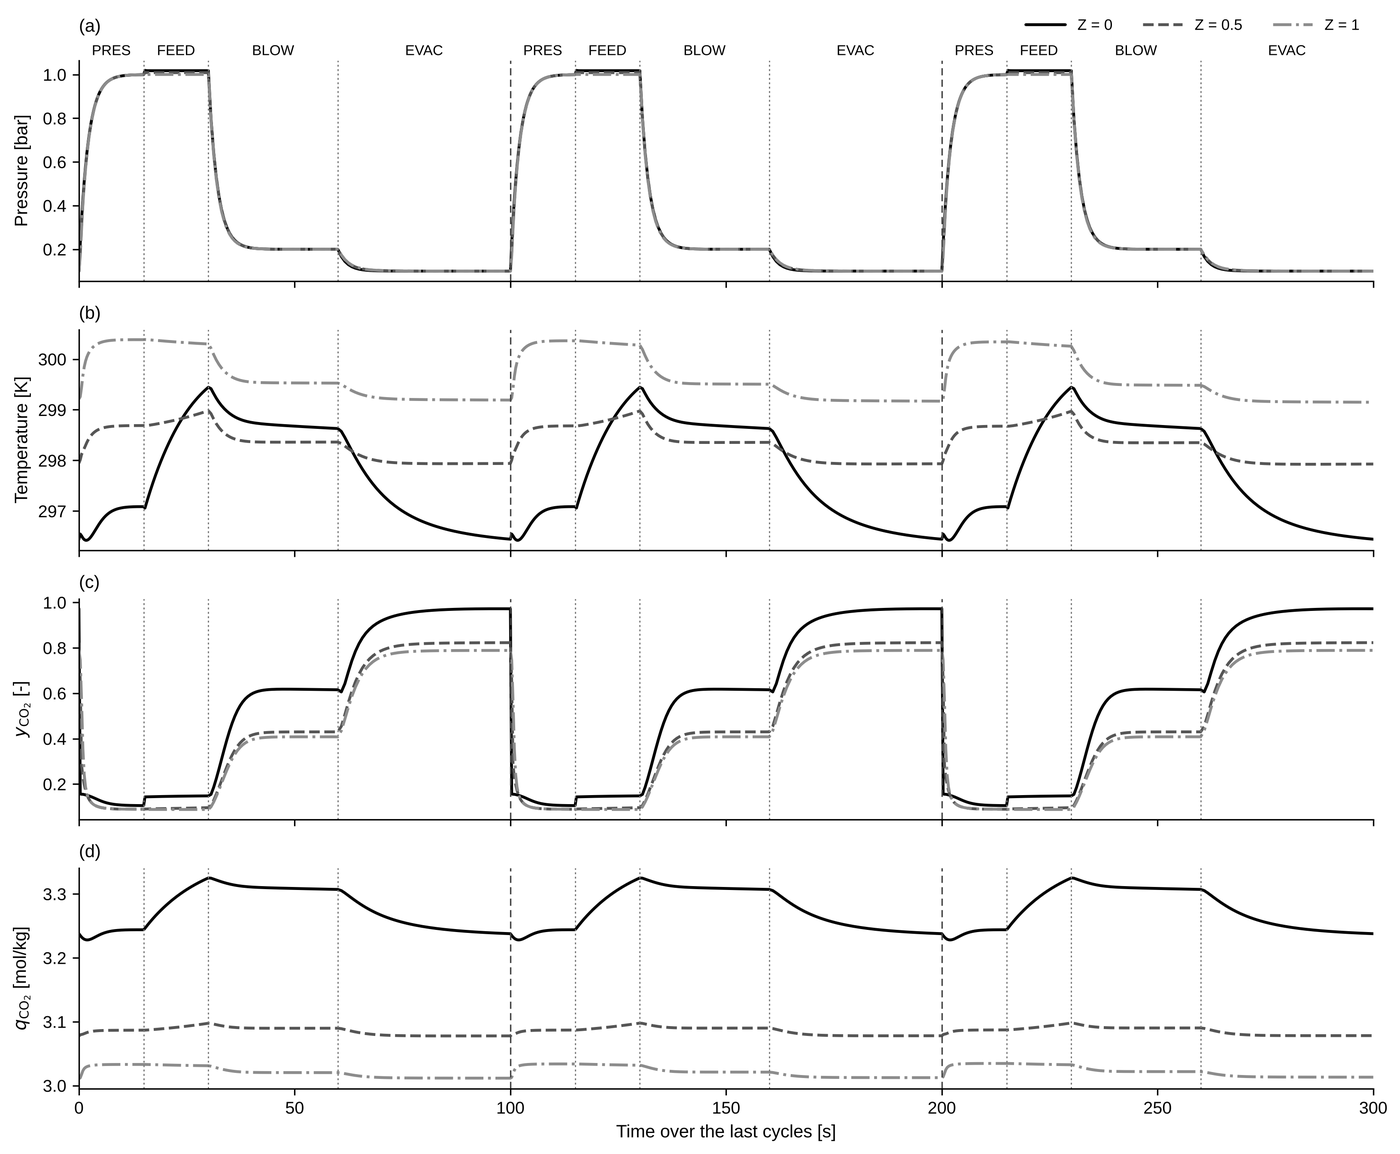 (a)
Z = 0 Z = 0.5 Z = 1
PRES FEED BLOW EVAC PRES FEED BLOW EVAC PRES FEED BLOW EVAC
Pressure [bar]
1.0
0.8
0.6
0.4
0.2
(b)
Temperature [K]
300
299
298
297
(c)
y_CO₂ [-]
1.0
0.8
0.6
0.4
0.2
(d)
q_CO₂ [mol/kg]
3.3
3.2
3.1
3.0
0 50 100 150 200 250 300
Time over the last cycles [s]